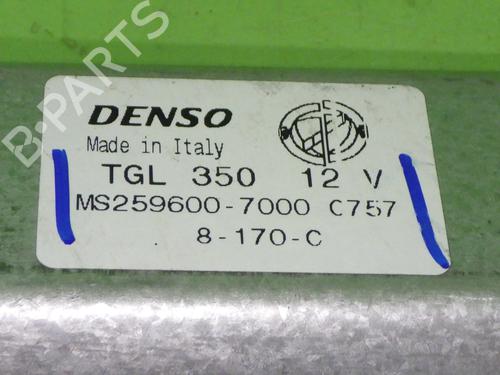 B-PARTS
DENSO
Made in Italy
TGL 350 12 V
MS259600-7000 C757
8-170-C